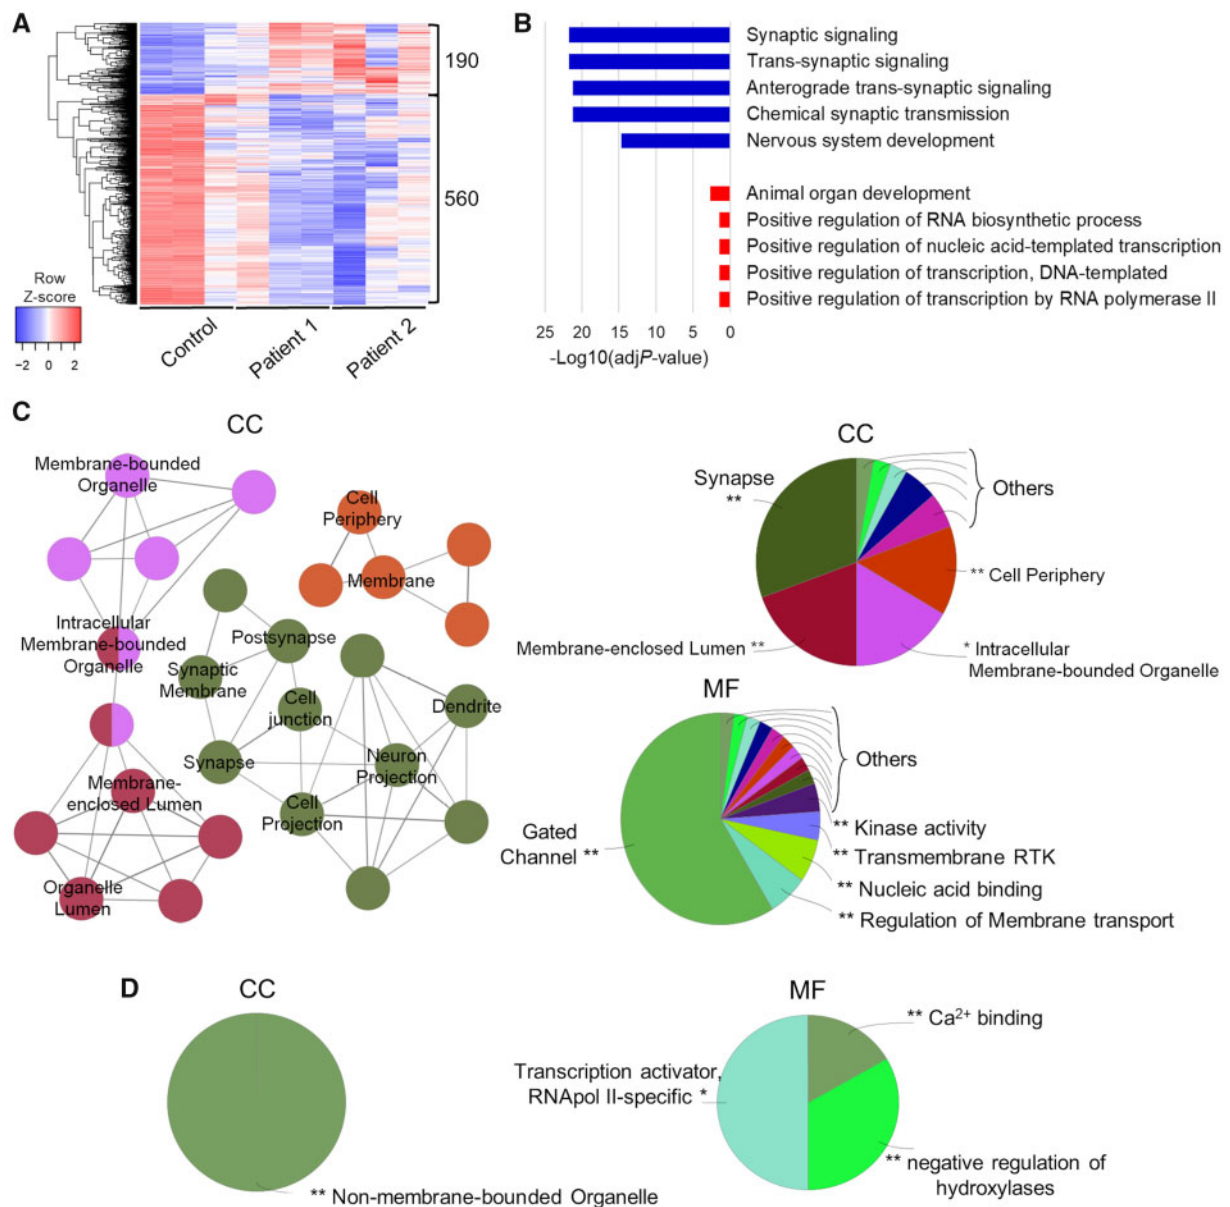 A
190
560
Row
Z-score
−2 0 2
Control
Patient 1
Patient 2
B
Synaptic signaling
Trans-synaptic signaling
Anterograde trans-synaptic signaling
Chemical synaptic transmission
Nervous system development
Animal organ development
Positive regulation of RNA biosynthetic process
Positive regulation of nucleic acid-templated transcription
Positive regulation of transcription, DNA-templated
Positive regulation of transcription by RNA polymerase II
25 20 15 10 5 0
-Log10(adjP-value)
C
CC
Membrane-bounded
Organelle
Cell
Periphery
Membrane
Intracellular
Membrane-bounded
Organelle
Postsynapse
Synaptic
Membrane
Cell
junction
Dendrite
Synapse
Neuron
Projection
Membrane-
enclosed Lumen
Cell
Projection
Organelle
Lumen
CC
Synapse
**
Others
** Cell Periphery
Membrane-enclosed Lumen **
* Intracellular
Membrane-bounded Organelle
MF
Others
Gated
Channel **
** Kinase activity
** Transmembrane RTK
** Nucleic acid binding
** Regulation of Membrane transport
D
CC
** Non-membrane-bounded Organelle
MF
** Ca²⁺ binding
Transcription activator,
RNApol II-specific *
** negative regulation of
hydroxylases